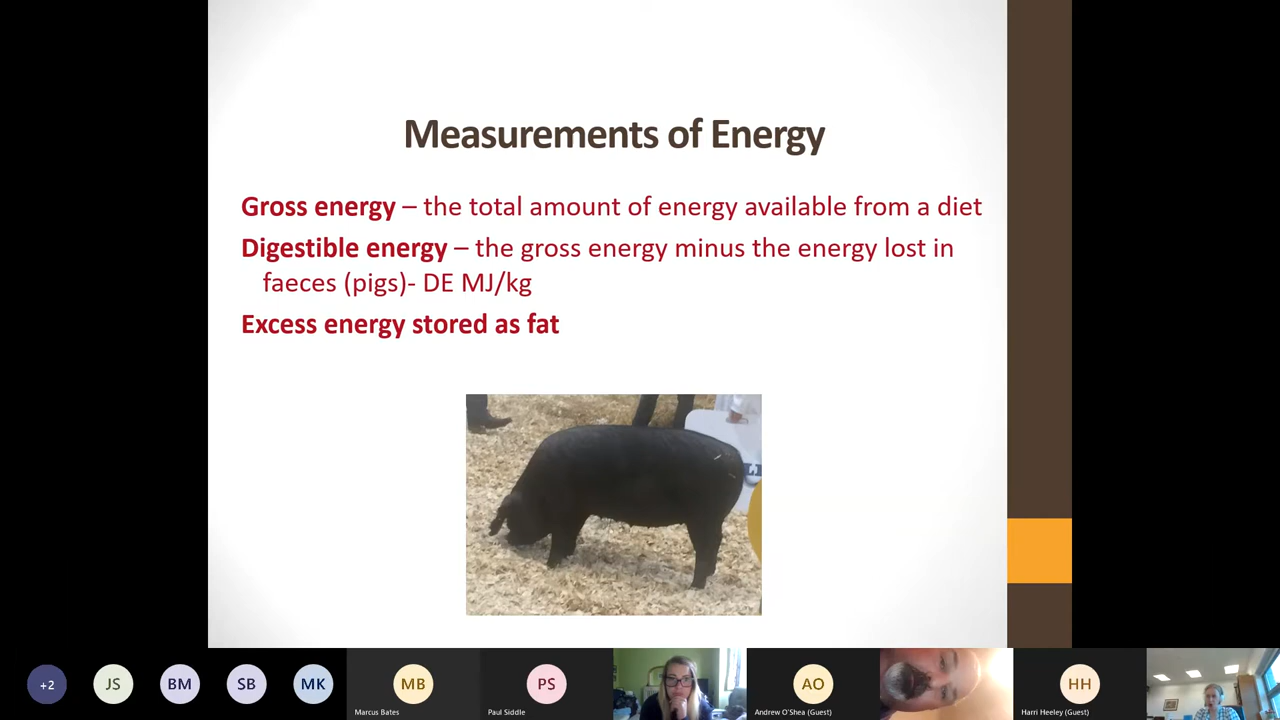 Measurements of Energy
Gross energy – the total amount of energy available from a diet
Digestible energy – the gross energy minus the energy lost in
faeces (pigs)- DE MJ/kg
Excess energy stored as fat
+2
JS
BM
SB
MK
MB
Marcus Bates
PS
Paul Siddle
AO
Andrew O'Shea (Guest)
HH
Harri Heeley (Guest)